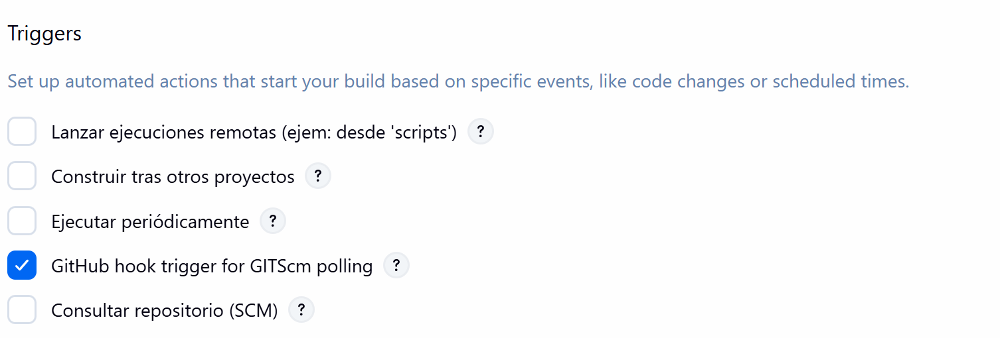 Triggers
Set up automated actions that start your build based on specific events, like code changes or scheduled times.
Lanzar ejecuciones remotas (ejem: desde 'scripts') ?
Construir tras otros proyectos ?
Ejecutar periódicamente ?
GitHub hook trigger for GITScm polling ?
Consultar repositorio (SCM) ?